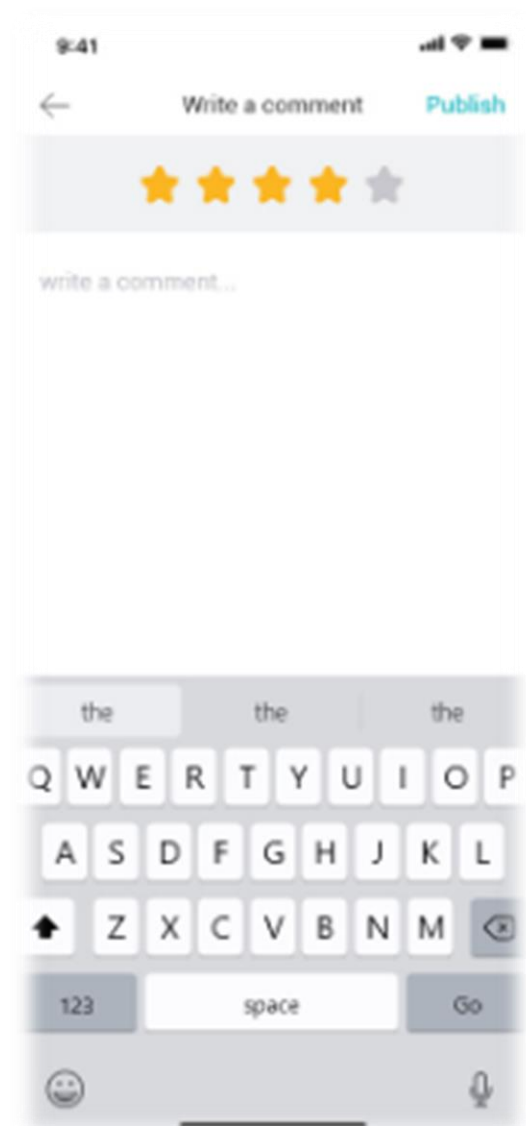 9:41
Write a comment Publish
write a comment...
the the the
Q W E R T Y U I O P
A S D F G H J K L
Z X C V B N M
123 space Go